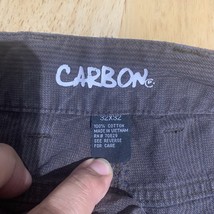 CARBON
32X32
100% COTTON
MADE IN VIETNAM
RN# 70529
SEE REVERSE
FOR CARE